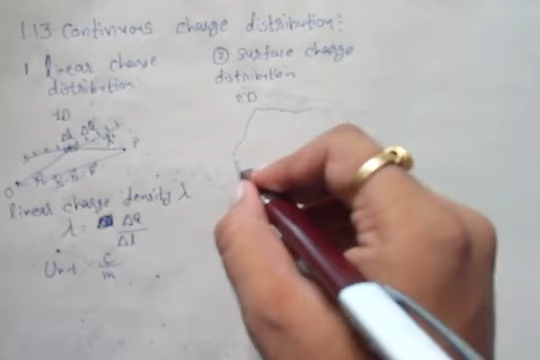 1.13 Continuous charge distribution:
1 linear charge
distribution
1D
ΔQ
P
O
linear charge density λ
λ = ΔQ/Δl
Unit C/m
② surface charge
distribution
2D